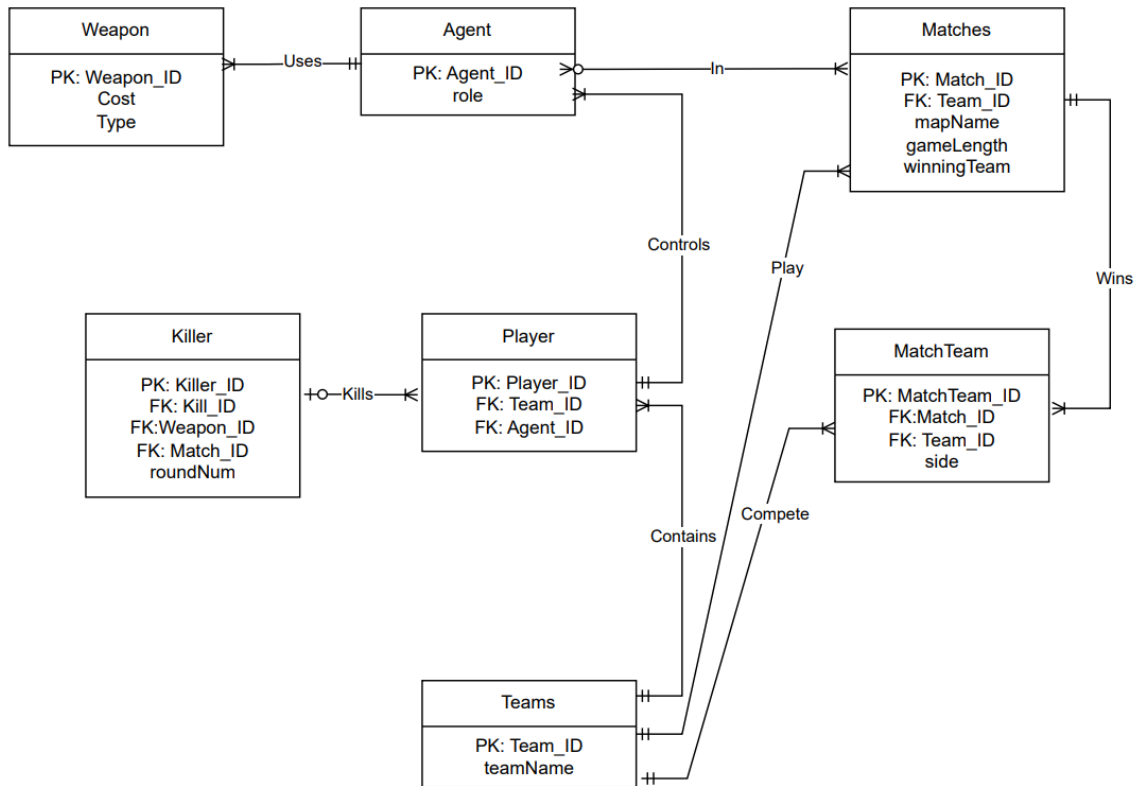 Weapon
PK: Weapon_ID
Cost
Type
Uses
Agent
PK: Agent_ID
role
In
Matches
PK: Match_ID
FK: Team_ID
mapName
gameLength
winningTeam
Controls
Play
Wins
Killer
PK: Killer_ID
FK: Kill_ID
FK:Weapon_ID
FK: Match_ID
roundNum
Kills
Player
PK: Player_ID
FK: Team_ID
FK: Agent_ID
MatchTeam
PK: MatchTeam_ID
FK:Match_ID
FK: Team_ID
side
Compete
Contains
Teams
PK: Team_ID
teamName